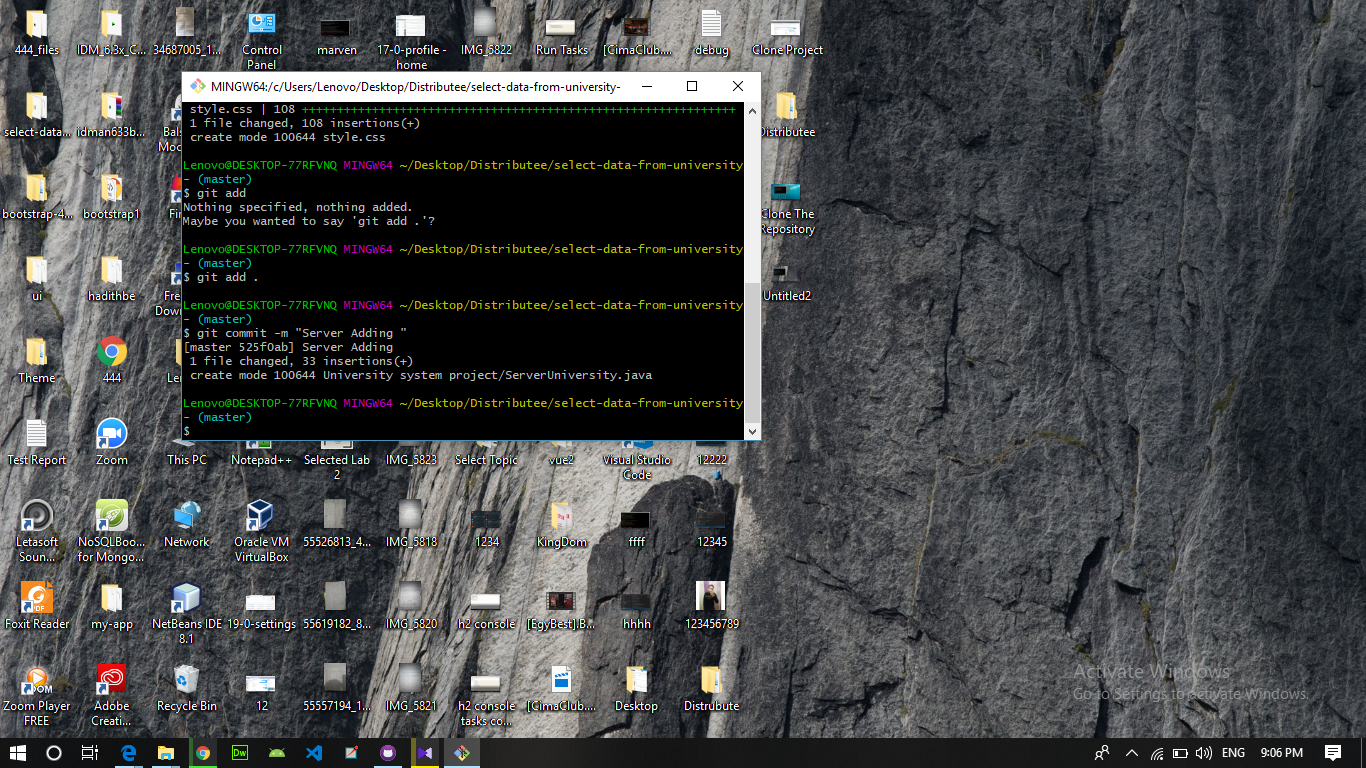 444_files
IDM_6.3x_C...
34687005_1...
Control
Panel
marven
17-0-profile -
home
IMG_5822
Run Tasks
[CimaClub....
debug
Clone Project
MINGW64:/c/Users/Lenovo/Desktop/Distributee/select-data-from-university-
style.css | 108 ++++++++++++++++++++++++++++++++++++++++++++++++++++++++++++++
1 file changed, 108 insertions(+)
create mode 100644 style.css
Lenovo@DESKTOP-77RFVNQ MINGW64 ~/Desktop/Distributee/select-data-from-university
- (master)
$ git add
Nothing specified, nothing added.
Maybe you wanted to say 'git add .'?
Lenovo@DESKTOP-77RFVNQ MINGW64 ~/Desktop/Distributee/select-data-from-university
- (master)
$ git add .
Lenovo@DESKTOP-77RFVNQ MINGW64 ~/Desktop/Distributee/select-data-from-university
- (master)
$ git commit -m "Server Adding "
[master 525f0ab] Server Adding
1 file changed, 33 insertions(+)
create mode 100644 University system project/ServerUniversity.java
Lenovo@DESKTOP-77RFVNQ MINGW64 ~/Desktop/Distributee/select-data-from-university
- (master)
$
select-data...
idman633b...
Distributee
bootstrap-4...
bootstrap1
Clone The
Repository
ui
hadithbe
Untitled2
Theme
444
Test Report
Zoom
This PC
Notepad++
Selected Lab
2
IMG_5823
Select Topic
vue2
Visual Studio
Code
12222
Letasoft
Soun...
NoSQLBoo...
for Mongo...
Network
Oracle VM
VirtualBox
55526813_4...
IMG_5818
1234
KingDom
ffff
12345
Foxit Reader
my-app
NetBeans IDE
8.1
19-0-settings
55619182_8...
IMG_5820
h2 console
[EgyBest].B...
hhhh
123456789
Zoom Player
FREE
Adobe
Creati...
Recycle Bin
12
55557194_1...
IMG_5821
h2 console
tasks co...
[CimaClub....
Desktop
Distrubute
Activate Windows
Go to Settings to activate Windows.
Dw
ENG
9:06 PM